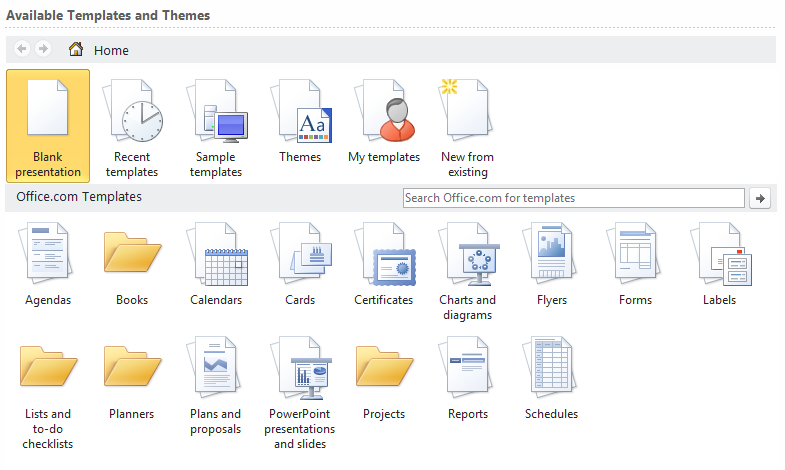 Available Templates and Themes
Home
Blank presentation
Recent templates
Sample templates
Themes
My templates
New from existing
Office.com Templates
Search Office.com for templates
Agendas
Books
Calendars
Cards
Certificates
Charts and diagrams
Flyers
Forms
Labels
Lists and to-do checklists
Planners
Plans and proposals
PowerPoint presentations and slides
Projects
Reports
Schedules